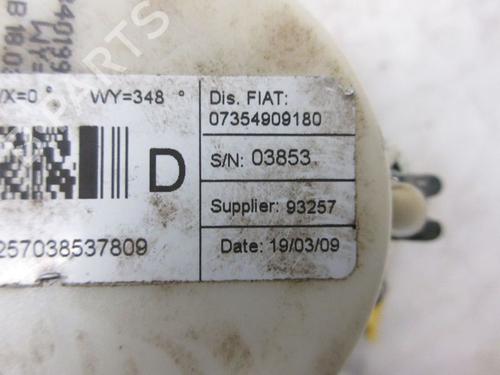 /X=0 °
WY=348 °
Dis. FIAT:
07354909180
S/N: 03853
D
Supplier: 93257
257038537809
Date: 19/03/09
B-PARTS